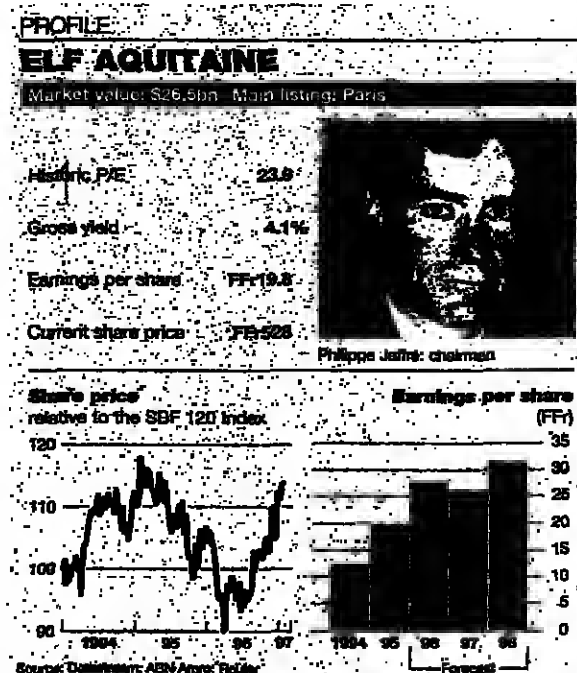 PROFILE
ELF AQUITAINE
Market value: $26.5bn Main listing: Paris
Historic P/E
Gross yield 4.1%
Earnings per share FFr19.8
Current share price FFr528
Philippe Jaffré: chairman
Share price
relative to the SBF 120 Index
120
110
100
90
1994 95 96 97
Earnings per share
(FFr)
35
30
25
20
15
10
5
0
1994 95 96 97 98
Forecast
Source: Datastream; ABN Amro; Reuter